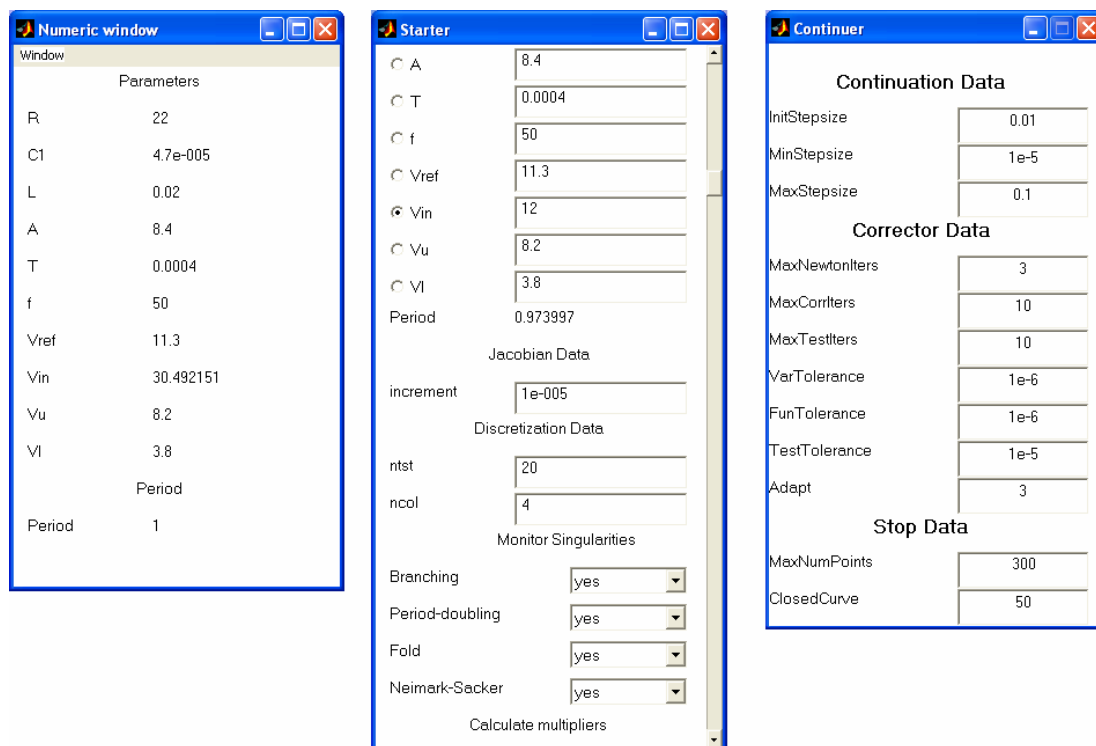 Numeric window
Window
Parameters
R 22
C1 4.7e-005
L 0.02
A 8.4
T 0.0004
f 50
Vref 11.3
Vin 30.492151
Vu 8.2
Vl 3.8
Period
Period 1
Starter
A 8.4
T 0.0004
f 50
Vref 11.3
Vin 12
Vu 8.2
Vl 3.8
Period 0.973997
Jacobian Data
increment 1e-005
Discretization Data
ntst 20
ncol 4
Monitor Singularities
Branching yes
Period-doubling yes
Fold yes
Neimark-Sacker yes
Calculate multipliers
Continuer
Continuation Data
InitStepsize 0.01
MinStepsize 1e-5
MaxStepsize 0.1
Corrector Data
MaxNewtonIters 3
MaxCorrIters 10
MaxTestIters 10
VarTolerance 1e-6
FunTolerance 1e-6
TestTolerance 1e-5
Adapt 3
Stop Data
MaxNumPoints 300
ClosedCurve 50